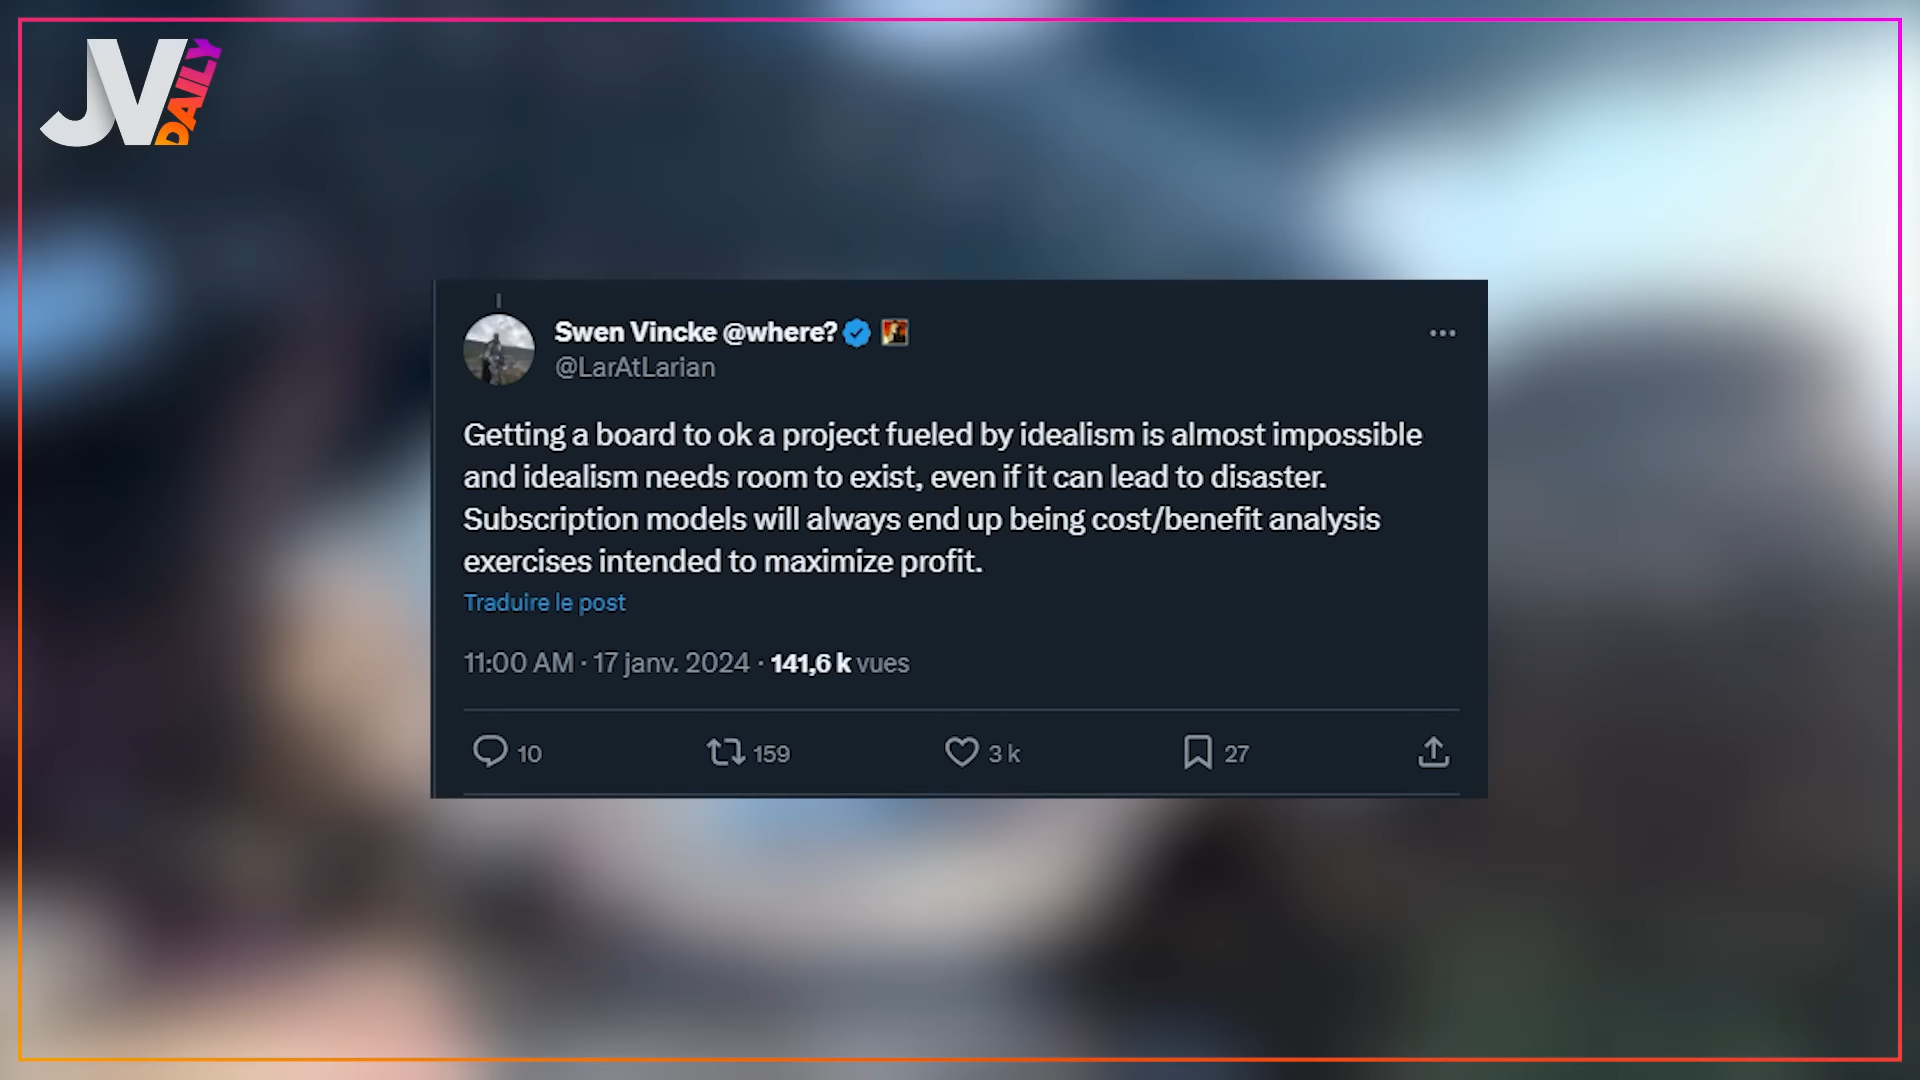 JV
DAILY
Swen Vincke @where?
@LarAtLarian
Getting a board to ok a project fueled by idealism is almost impossible
and idealism needs room to exist, even if it can lead to disaster.
Subscription models will always end up being cost/benefit analysis
exercises intended to maximize profit.
Traduire le post
11:00 AM · 17 janv. 2024 · 141,6 k vues
10 159 3 k 27